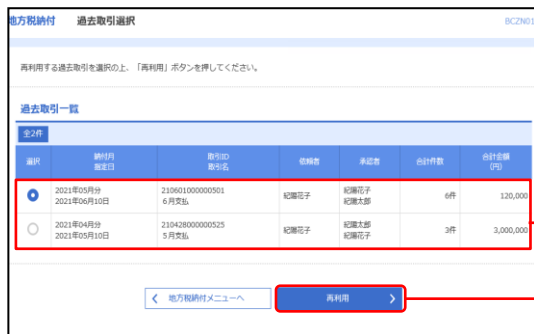 地方税納付 過去取引選択 BCZN01
再利用する過去取引を選択の上、「再利用」ボタンを押してください。
過去取引一覧
全2件
選択 納付月 指定日 取引ID 取引名 依頼者 承認者 合計件数 合計金額 (円)
2021年05月分 210601000000501 紀陽花子 紀陽花子 6件 120,000
2021年06月10日 6月支払 紀陽太郎
2021年04月分 210428000000525 紀陽花子 紀陽太郎 3件 3,000,000
2021年05月10日 5月支払 紀陽花子
地方税納付メニューへ 再利用